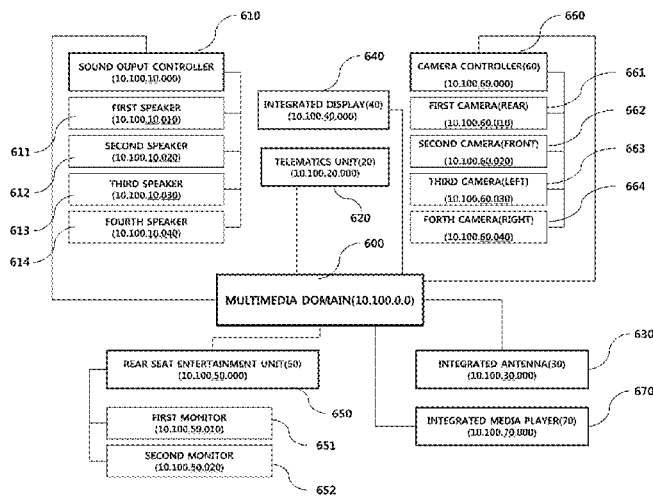 610
SOUND OUPUT CONTROLLER
(10.100.10.000)
FIRST SPEAKER
(10.100.10.010)
611
SECOND SPEAKER
(10.100.10.020)
612
THIRD SPEAKER
(10.100.10.030)
613
FOURTH SPEAKER
(10.100.10.040)
614
640
INTEGRATED DISPLAY(40)
(10.100.40.000)
TELEMATICS UNIT(20)
(10.100.20.000)
620
660
CAMERA CONTROLLER(60)
(10.100.60.000)
661
FIRST CAMERA(REAR)
(10.100.60.010)
662
SECOND CAMERA(FRONT)
(10.100.60.020)
663
THIRD CAMERA(LEFT)
(10.100.60.030)
664
FORTH CAMERA(RIGHT)
(10.100.60.040)
600
MULTIMEDIA DOMAIN(10.100.0.0)
REAR SEAT ENTERTAINMENT UNIT(50)
(10.100.50.000)
650
FIRST MONITOR
(10.100.50.010)
651
SECOND MONITOR
(10.100.50.020)
652
630
INTEGRATED ANTENNA(30)
(10.100.30.000)
670
INTEGRATED MEDIA PLAYER(70)
(10.100.70.000)